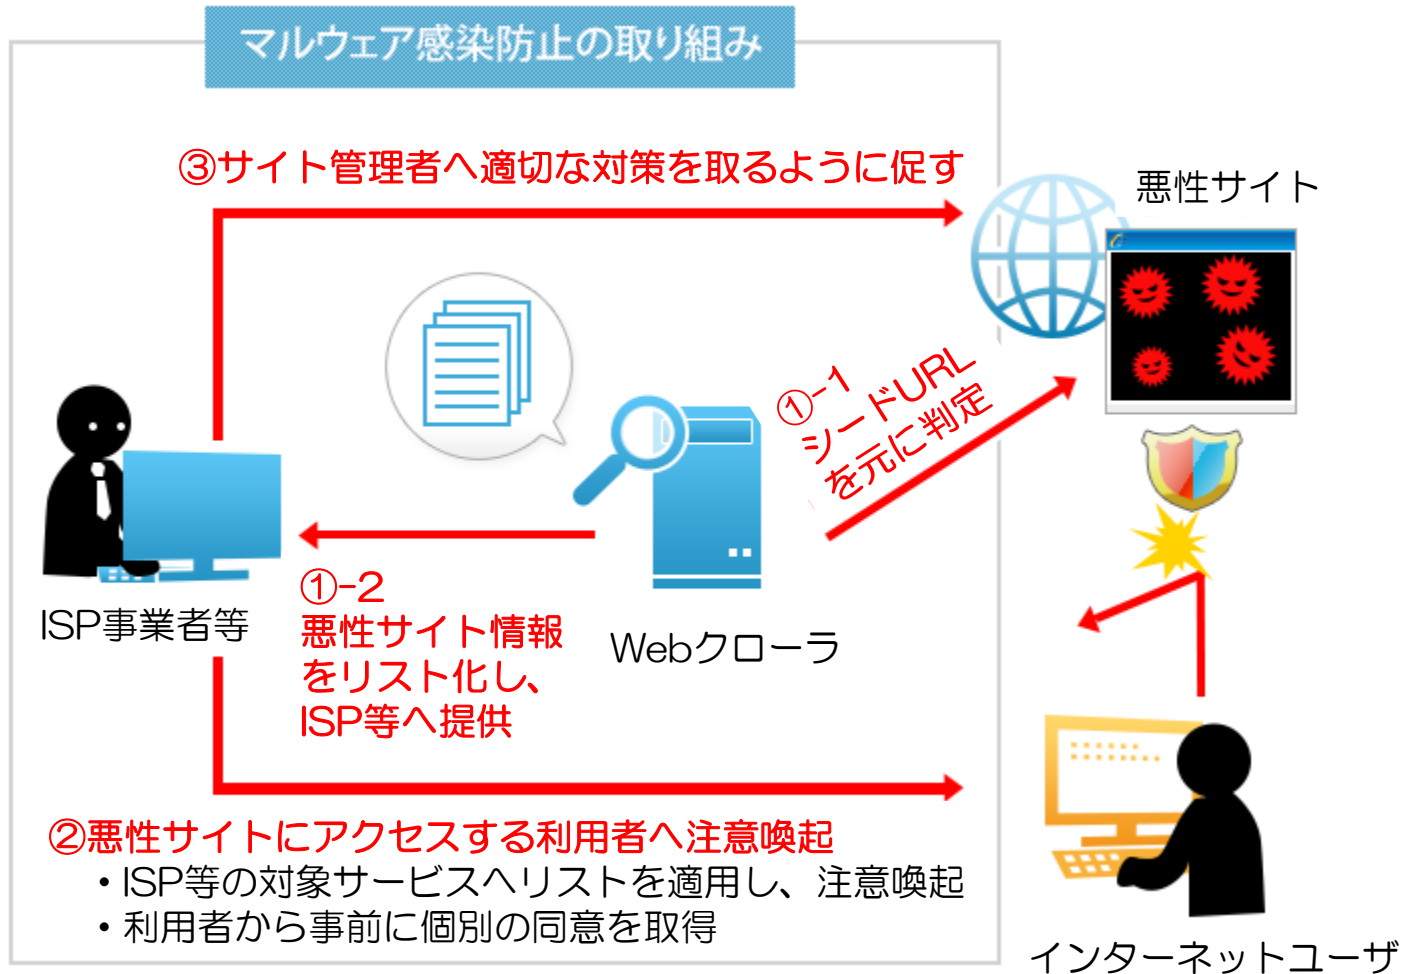 マルウェア感染防止の取り組み
③サイト管理者へ適切な対策を取るように促す
悪性サイト
①-1
シードURL
を元に判定
①-2
悪性サイト情報
をリスト化し、
ISP等へ提供
ISP事業者等
Webクローラ
②悪性サイトにアクセスする利用者へ注意喚起
・ISP等の対象サービスへリストを適用し、注意喚起
・利用者から事前に個別の同意を取得
インターネットユーザ